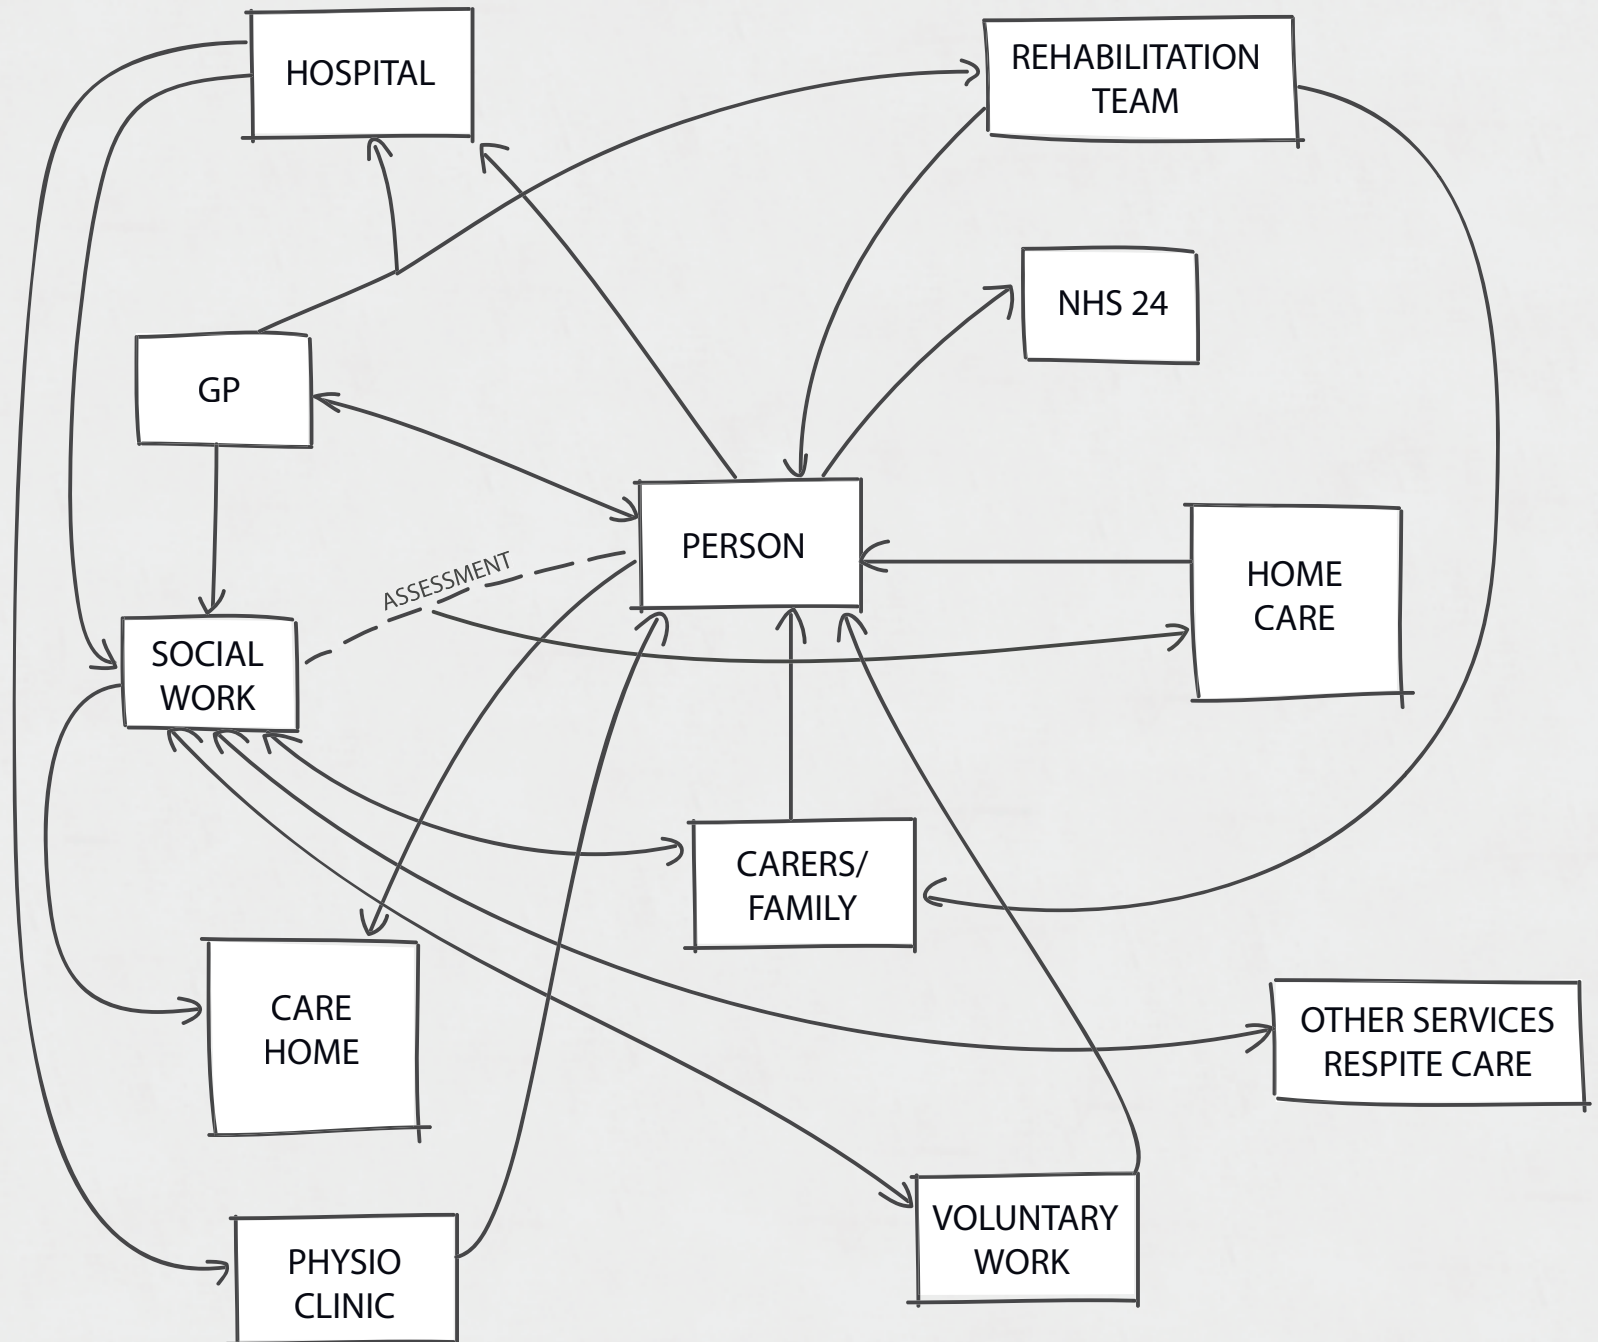 HOSPITAL
REHABILITATION
TEAM
NHS 24
GP
PERSON
ASSESSMENT
HOME
CARE
SOCIAL
WORK
CARERS/
FAMILY
CARE
HOME
OTHER SERVICES
RESPITE CARE
VOLUNTARY
WORK
PHYSIO
CLINIC